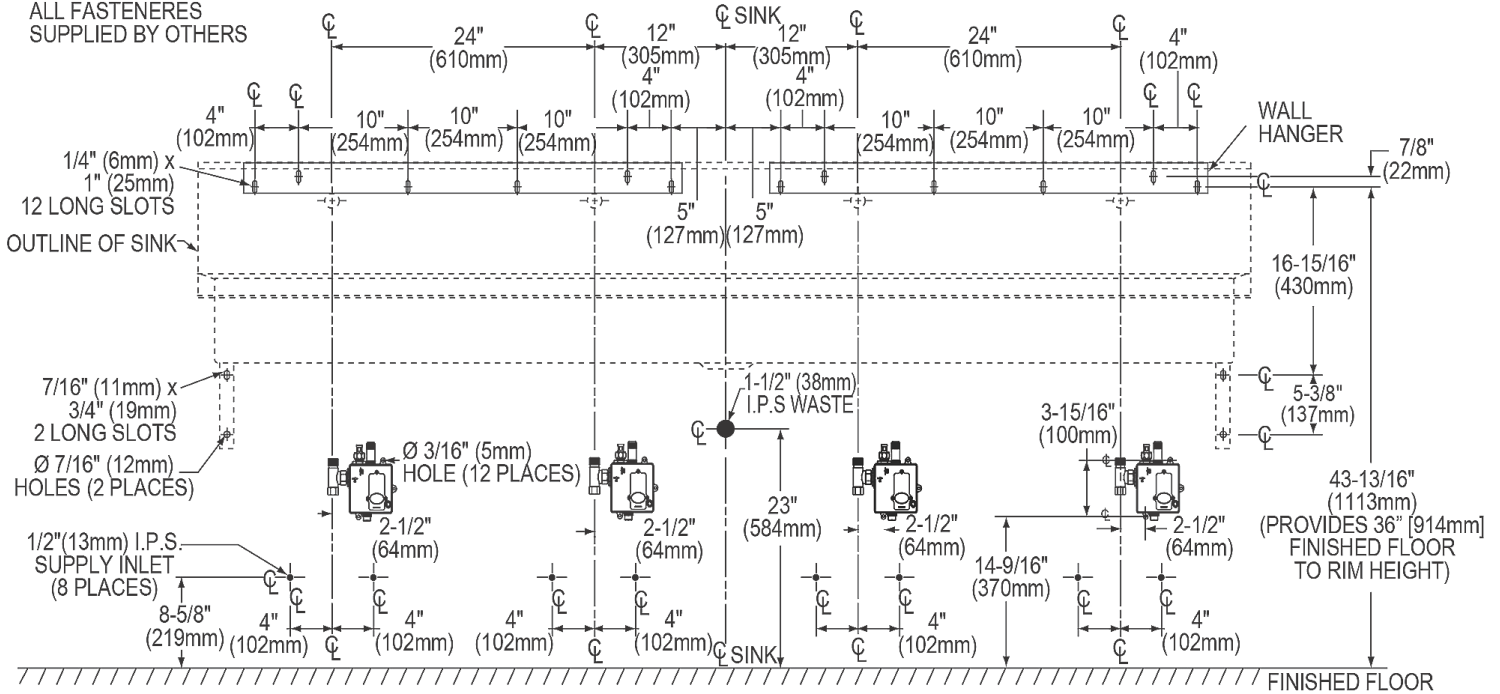 ALL FASTENERES
SUPPLIED BY OTHERS
℄
℄
℄ SINK
℄
℄
24"
(610mm)
12"
(305mm)
12"
(305mm)
24"
(610mm)
4"
(102mm)
4"
(102mm)
4"
(102mm)
4"
(102mm)
℄
℄
℄
℄
10"
(254mm)
10"
(254mm)
10"
(254mm)
10"
(254mm)
10"
(254mm)
10"
(254mm)
WALL
HANGER
7/8"
(22mm)
℄
1/4" (6mm) x
1" (25mm)
12 LONG SLOTS
OUTLINE OF SINK
5"
(127mm)
5"
(127mm)
16-15/16"
(430mm)
7/16" (11mm) x
3/4" (19mm)
2 LONG SLOTS
Ø 7/16" (12mm)
HOLES (2 PLACES)
1-1/2" (38mm)
I.P.S WASTE
℄
℄
5-3/8"
(137mm)
℄
Ø 3/16" (5mm)
HOLE (12 PLACES)
3-15/16"
(100mm)
℄
℄
43-13/16"
(1113mm)
(PROVIDES 36” [914mm]
FINISHED FLOOR
TO RIM HEIGHT)
23"
(584mm)
2-1/2"
(64mm)
2-1/2"
(64mm)
2-1/2"
(64mm)
2-1/2"
(64mm)
14-9/16"
(370mm)
1/2"(13mm) I.P.S.
SUPPLY INLET
(8 PLACES)
℄
8-5/8"
(219mm)
℄
℄
℄
℄
℄
℄
℄
℄
4"
(102mm)
4"
(102mm)
4"
(102mm)
4"
(102mm)
4"
(102mm)
4"
(102mm)
℄
℄
℄ SINK
℄
℄
FINISHED FLOOR